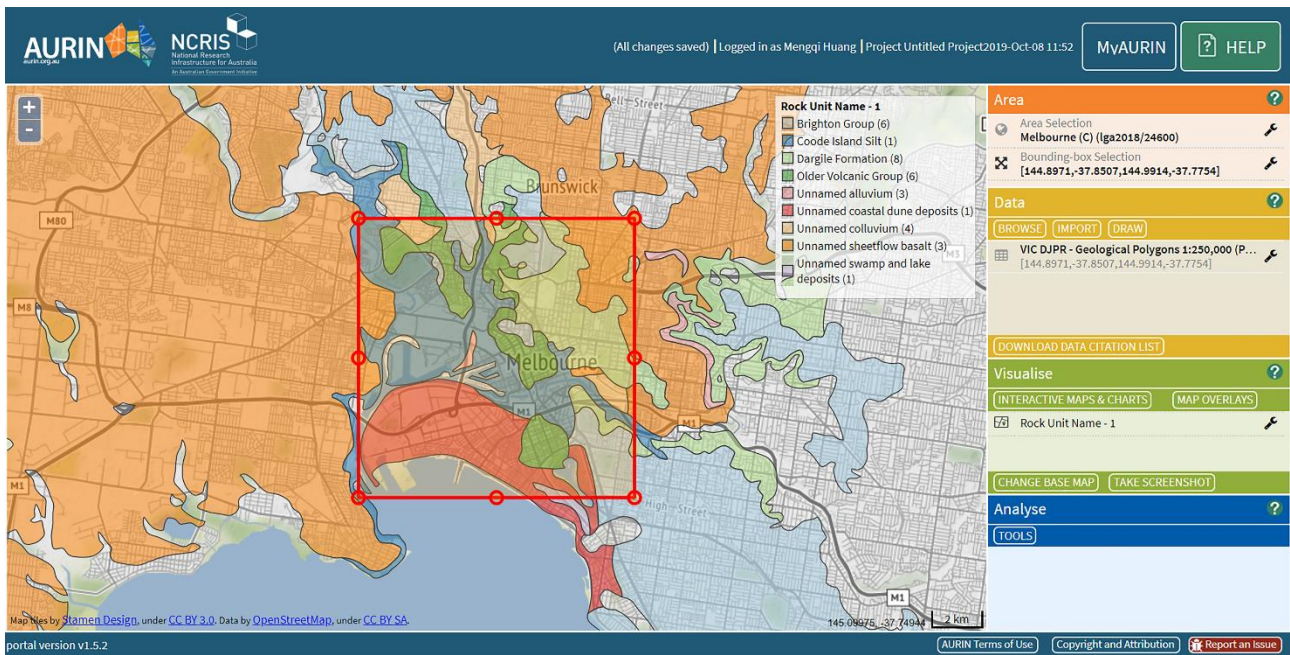 AURIN
aurin.org.au
NCRIS
National Research
Infrastructure for Australia
An Australian Government Initiative
(All changes saved) | Logged in as Mengqi Huang | Project Untitled Project2019-Oct-08 11:52
MyAURIN
? HELP
+
-
Bell-Street
Brunswick
M80
M8
M3
Melbourne
M1
M1
M1
High-Street
M1
Rock Unit Name - 1
Brighton Group (6)
Coode Island Silt (1)
Dargile Formation (8)
Older Volcanic Group (6)
Unnamed alluvium (3)
Unnamed coastal dune deposits (1)
Unnamed colluvium (4)
Unnamed sheetflow basalt (3)
Unnamed swamp and lake
deposits (1)
Map tiles by Stamen Design, under CC BY 3.0. Data by OpenStreetMap, under CC BY SA.
145.09975, -37.74944
2 km
Area
?
Area Selection
Melbourne (C) (lga2018/24600)
Bounding-box Selection
[144.8971,-37.8507,144.9914,-37.7754]
Data
?
BROWSE IMPORT DRAW
VIC DJPR - Geological Polygons 1:250,000 (P...
[144.8971,-37.8507,144.9914,-37.7754]
DOWNLOAD DATA CITATION LIST
Visualise
?
INTERACTIVE MAPS & CHARTS MAP OVERLAYS
Rock Unit Name - 1
CHANGE BASE MAP TAKE SCREENSHOT
Analyse
?
TOOLS
portal version v1.5.2
AURIN Terms of Use Copyright and Attribution Report an Issue